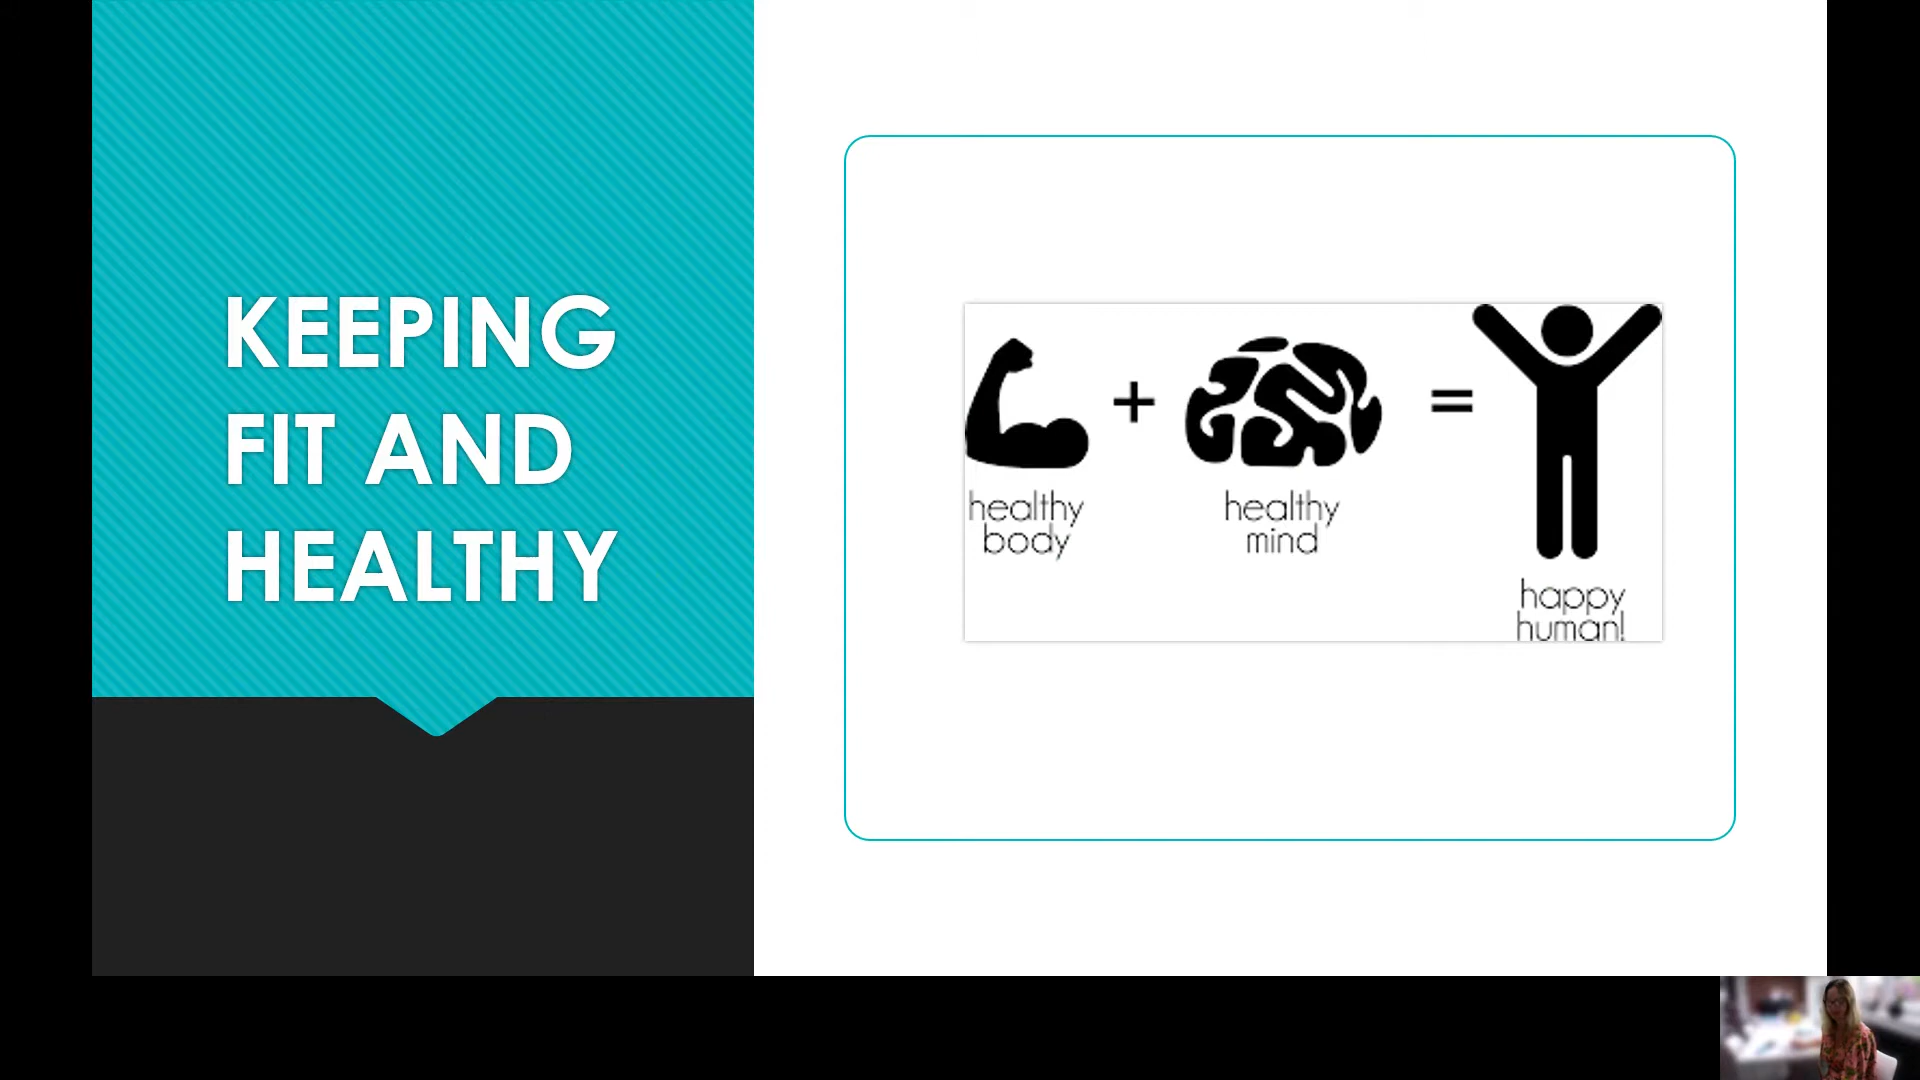 KEEPING
FIT AND
HEALTHY
+
=
healthy
body
healthy
mind
happy
human!